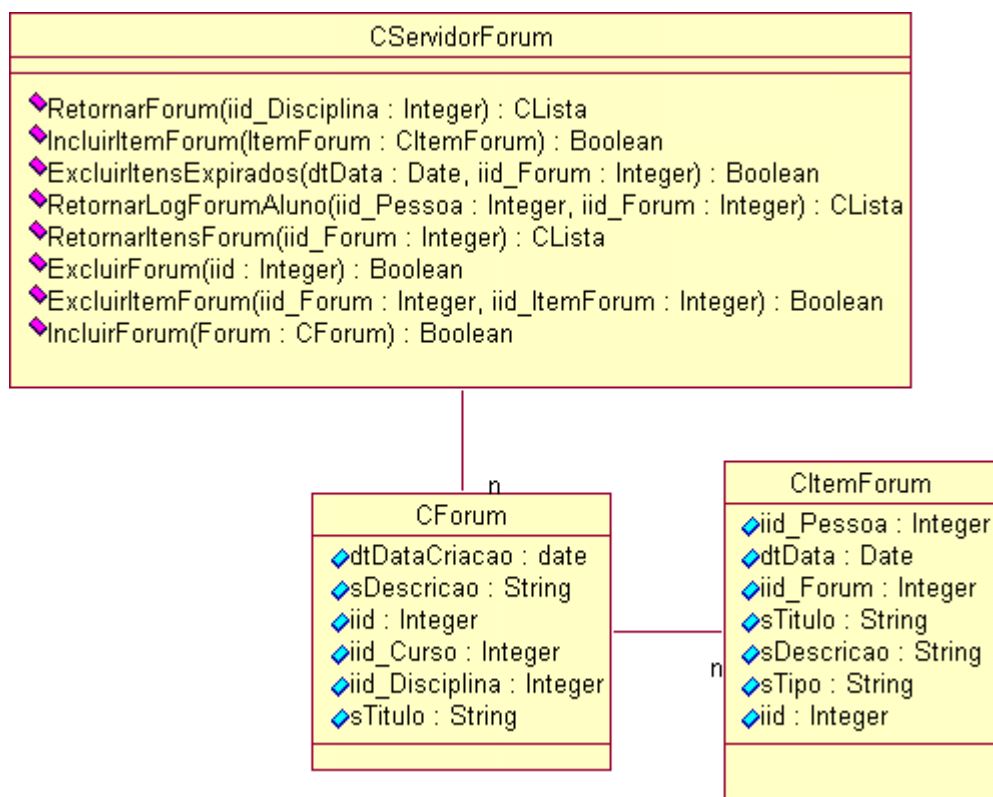 CServidorForum
RetornarForum(iid_Disciplina : Integer) : CLista
IncluirItemForum(ItemForum : CItemForum) : Boolean
ExcluirItensExpirados(dtData : Date, iid_Forum : Integer) : Boolean
RetornarLogForumAluno(iid_Pessoa : Integer, iid_Forum : Integer) : CLista
RetornarItensForum(iid_Forum : Integer) : CLista
ExcluirForum(iid : Integer) : Boolean
ExcluirItemForum(iid_Forum : Integer, iid_ItemForum : Integer) : Boolean
IncluirForum(Forum : CForum) : Boolean
n
CForum
dtDataCriacao : date
sDescricao : String
iid : Integer
iid_Curso : Integer
iid_Disciplina : Integer
sTitulo : String
n
CItemForum
iid_Pessoa : Integer
dtData : Date
iid_Forum : Integer
sTitulo : String
sDescricao : String
sTipo : String
iid : Integer